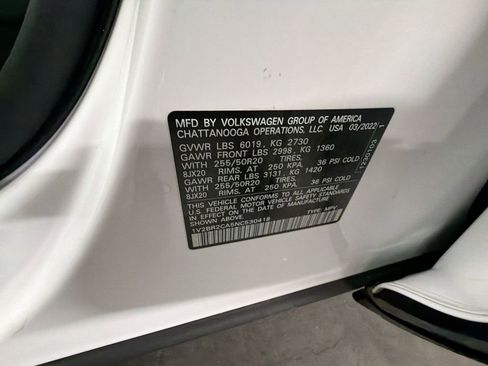 MFD BY VOLKSWAGEN GROUP OF AMERICA
CHATTANOOGA OPERATIONS, LLC. USA 03/2022
GVWR LBS 6019, KG 2730
GAWR FRONT LBS 2998, KG 1360
WITH 255/50R20 TIRES.
8JX20 RIMS. AT 250 KPA. 36 PSI COLD
GAWR REAR LBS 3131, KG 1420
WITH 255/50R20 TIRES.
8JX20 RIMS. AT 250 KPA. 36 PSI COLD
THIS VEHICLE CONFORMS TO ALL APPLICABLE
U.S. FEDERAL MOTOR VEHICLE SAFETY STANDARDS
IN EFFECT ON THE DATE OF MANUFACTURE SHOWN ABOVE.
1V2BR2CA5NC530418 TYPE: MPV